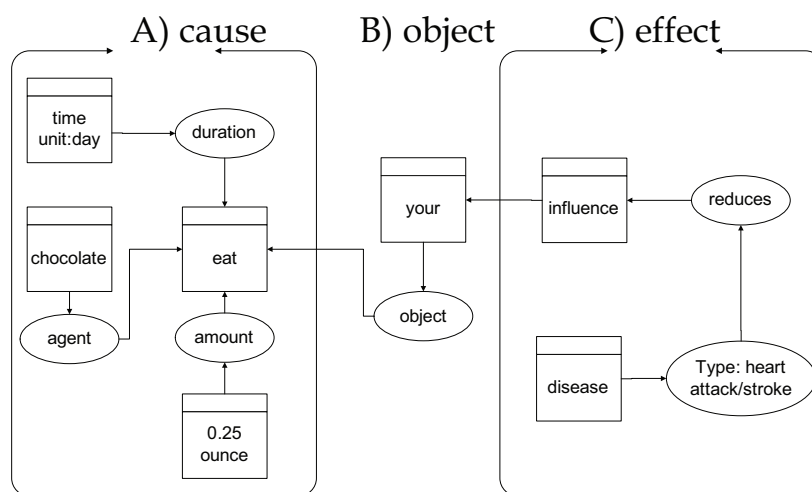 A) cause
B) object
C) effect
time
unit:day
duration
chocolate
eat
agent
amount
0.25
ounce
your
object
influence
reduces
disease
Type: heart
attack/stroke